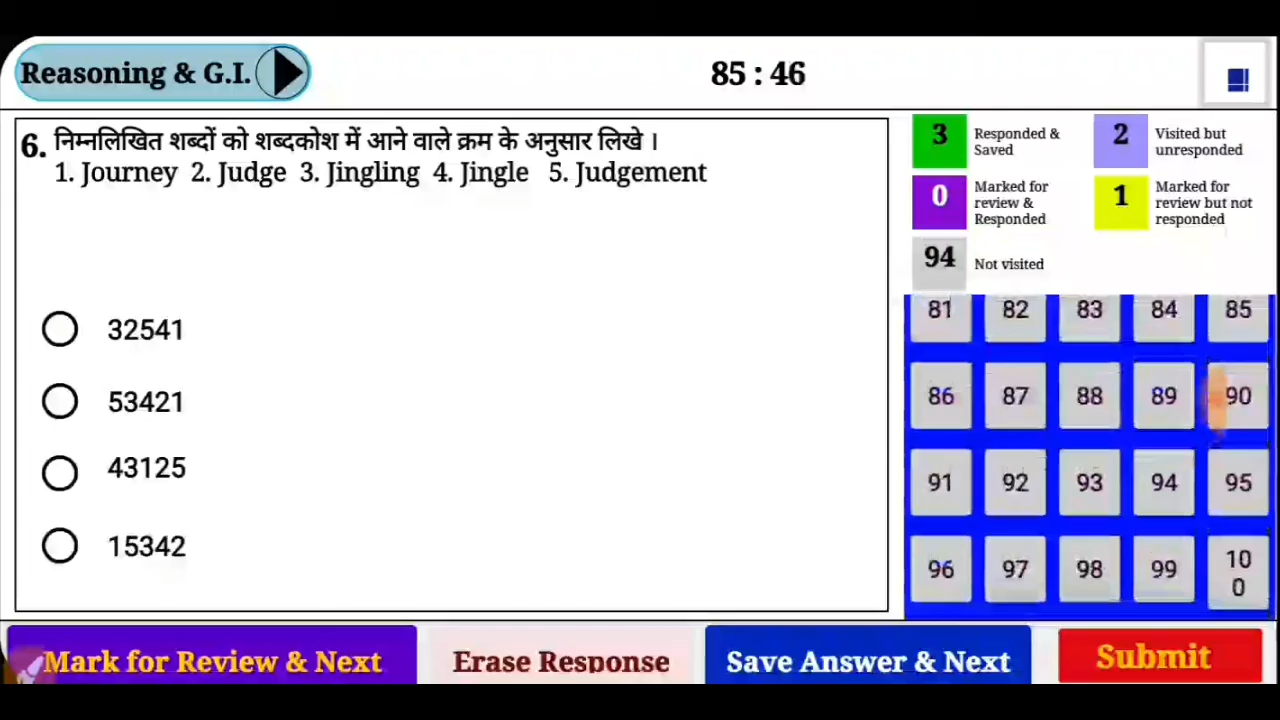 Reasoning & G.I.
85 : 46
6. निम्नलिखित शब्दों को शब्दकोश में आने वाले क्रम के अनुसार लिखे ।
1. Journey 2. Judge 3. Jingling 4. Jingle 5. Judgement
32541
53421
43125
15342
3 Responded & Saved
2 Visited but unresponded
0 Marked for review & Responded
1 Marked for review but not responded
94 Not visited
81 82 83 84 85
86 87 88 89 90
91 92 93 94 95
96 97 98 99 100
Mark for Review & Next
Erase Response
Save Answer & Next
Submit